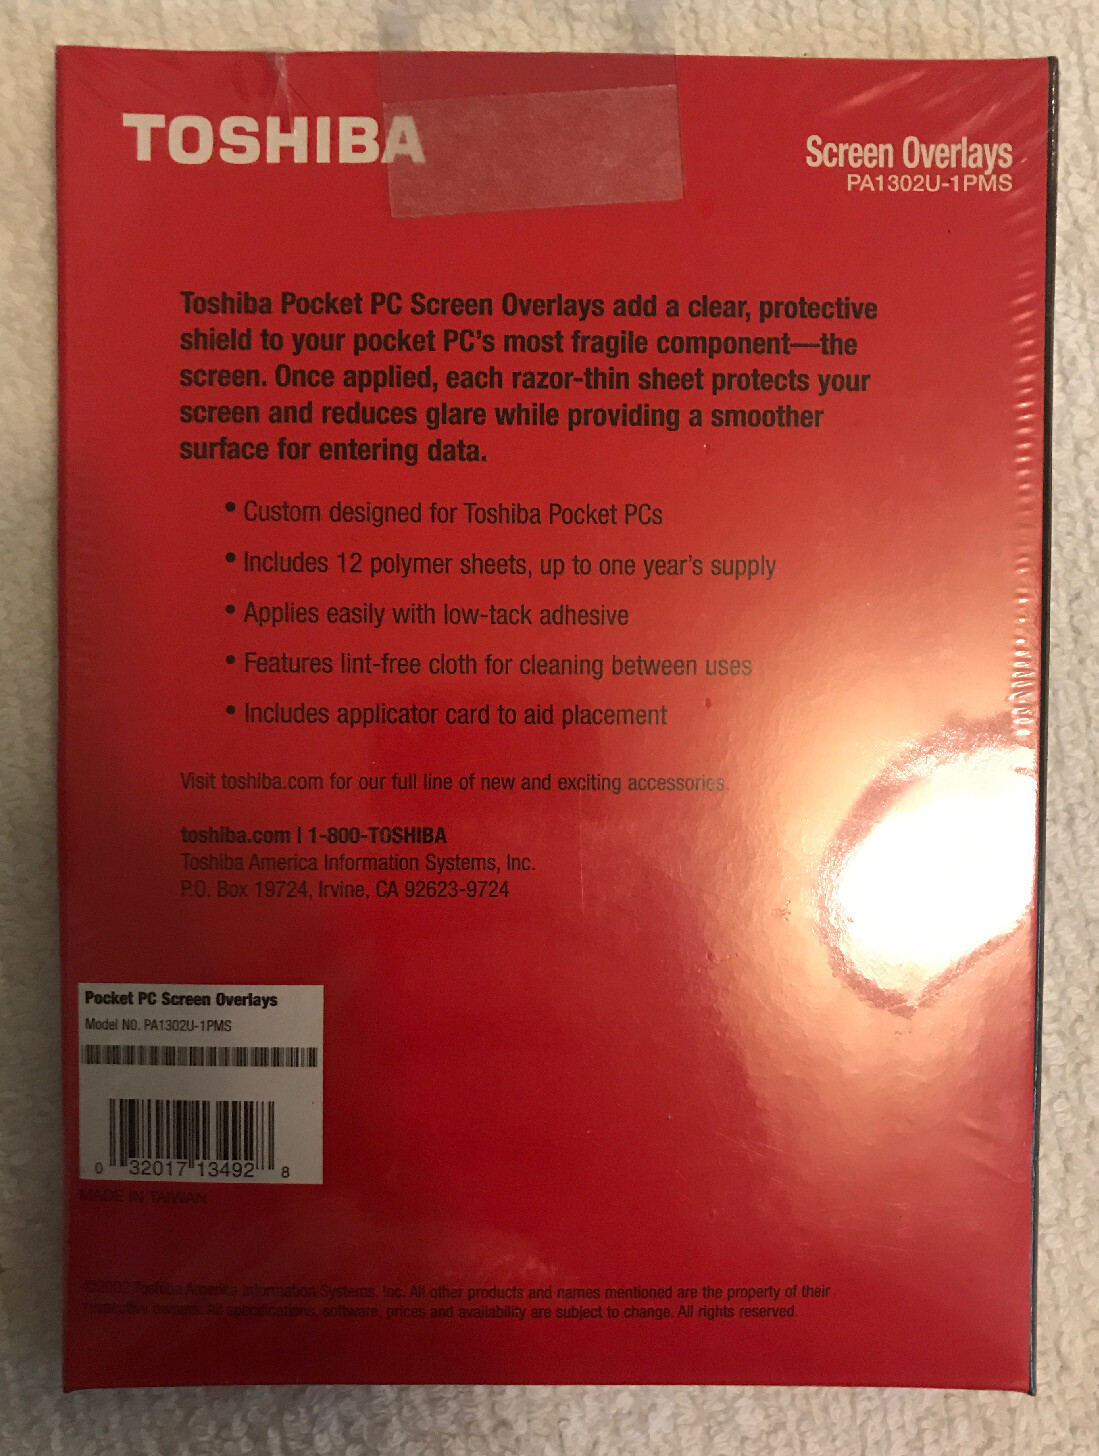 TOSHIBA
Screen Overlays
PA1302U-1PMS
Toshiba Pocket PC Screen Overlays add a clear, protective
shield to your pocket PC's most fragile component—the
screen. Once applied, each razor-thin sheet protects your
screen and reduces glare while providing a smoother
surface for entering data.
• Custom designed for Toshiba Pocket PCs
• Includes 12 polymer sheets, up to one year's supply
• Applies easily with low-tack adhesive
• Features lint-free cloth for cleaning between uses
• Includes applicator card to aid placement
Visit toshiba.com for our full line of new and exciting accessories.
toshiba.com | 1-800-TOSHIBA
Toshiba America Information Systems, Inc.
P.O. Box 19724, Irvine, CA 92623-9724
Pocket PC Screen Overlays
Model NO. PA1302U-1PMS
0 32017 13492 8
MADE IN TAIWAN
©2002 Toshiba America Information Systems, Inc. All other products and names mentioned are the property of their
respective owners. All specifications, software, prices and availability are subject to change. All rights reserved.